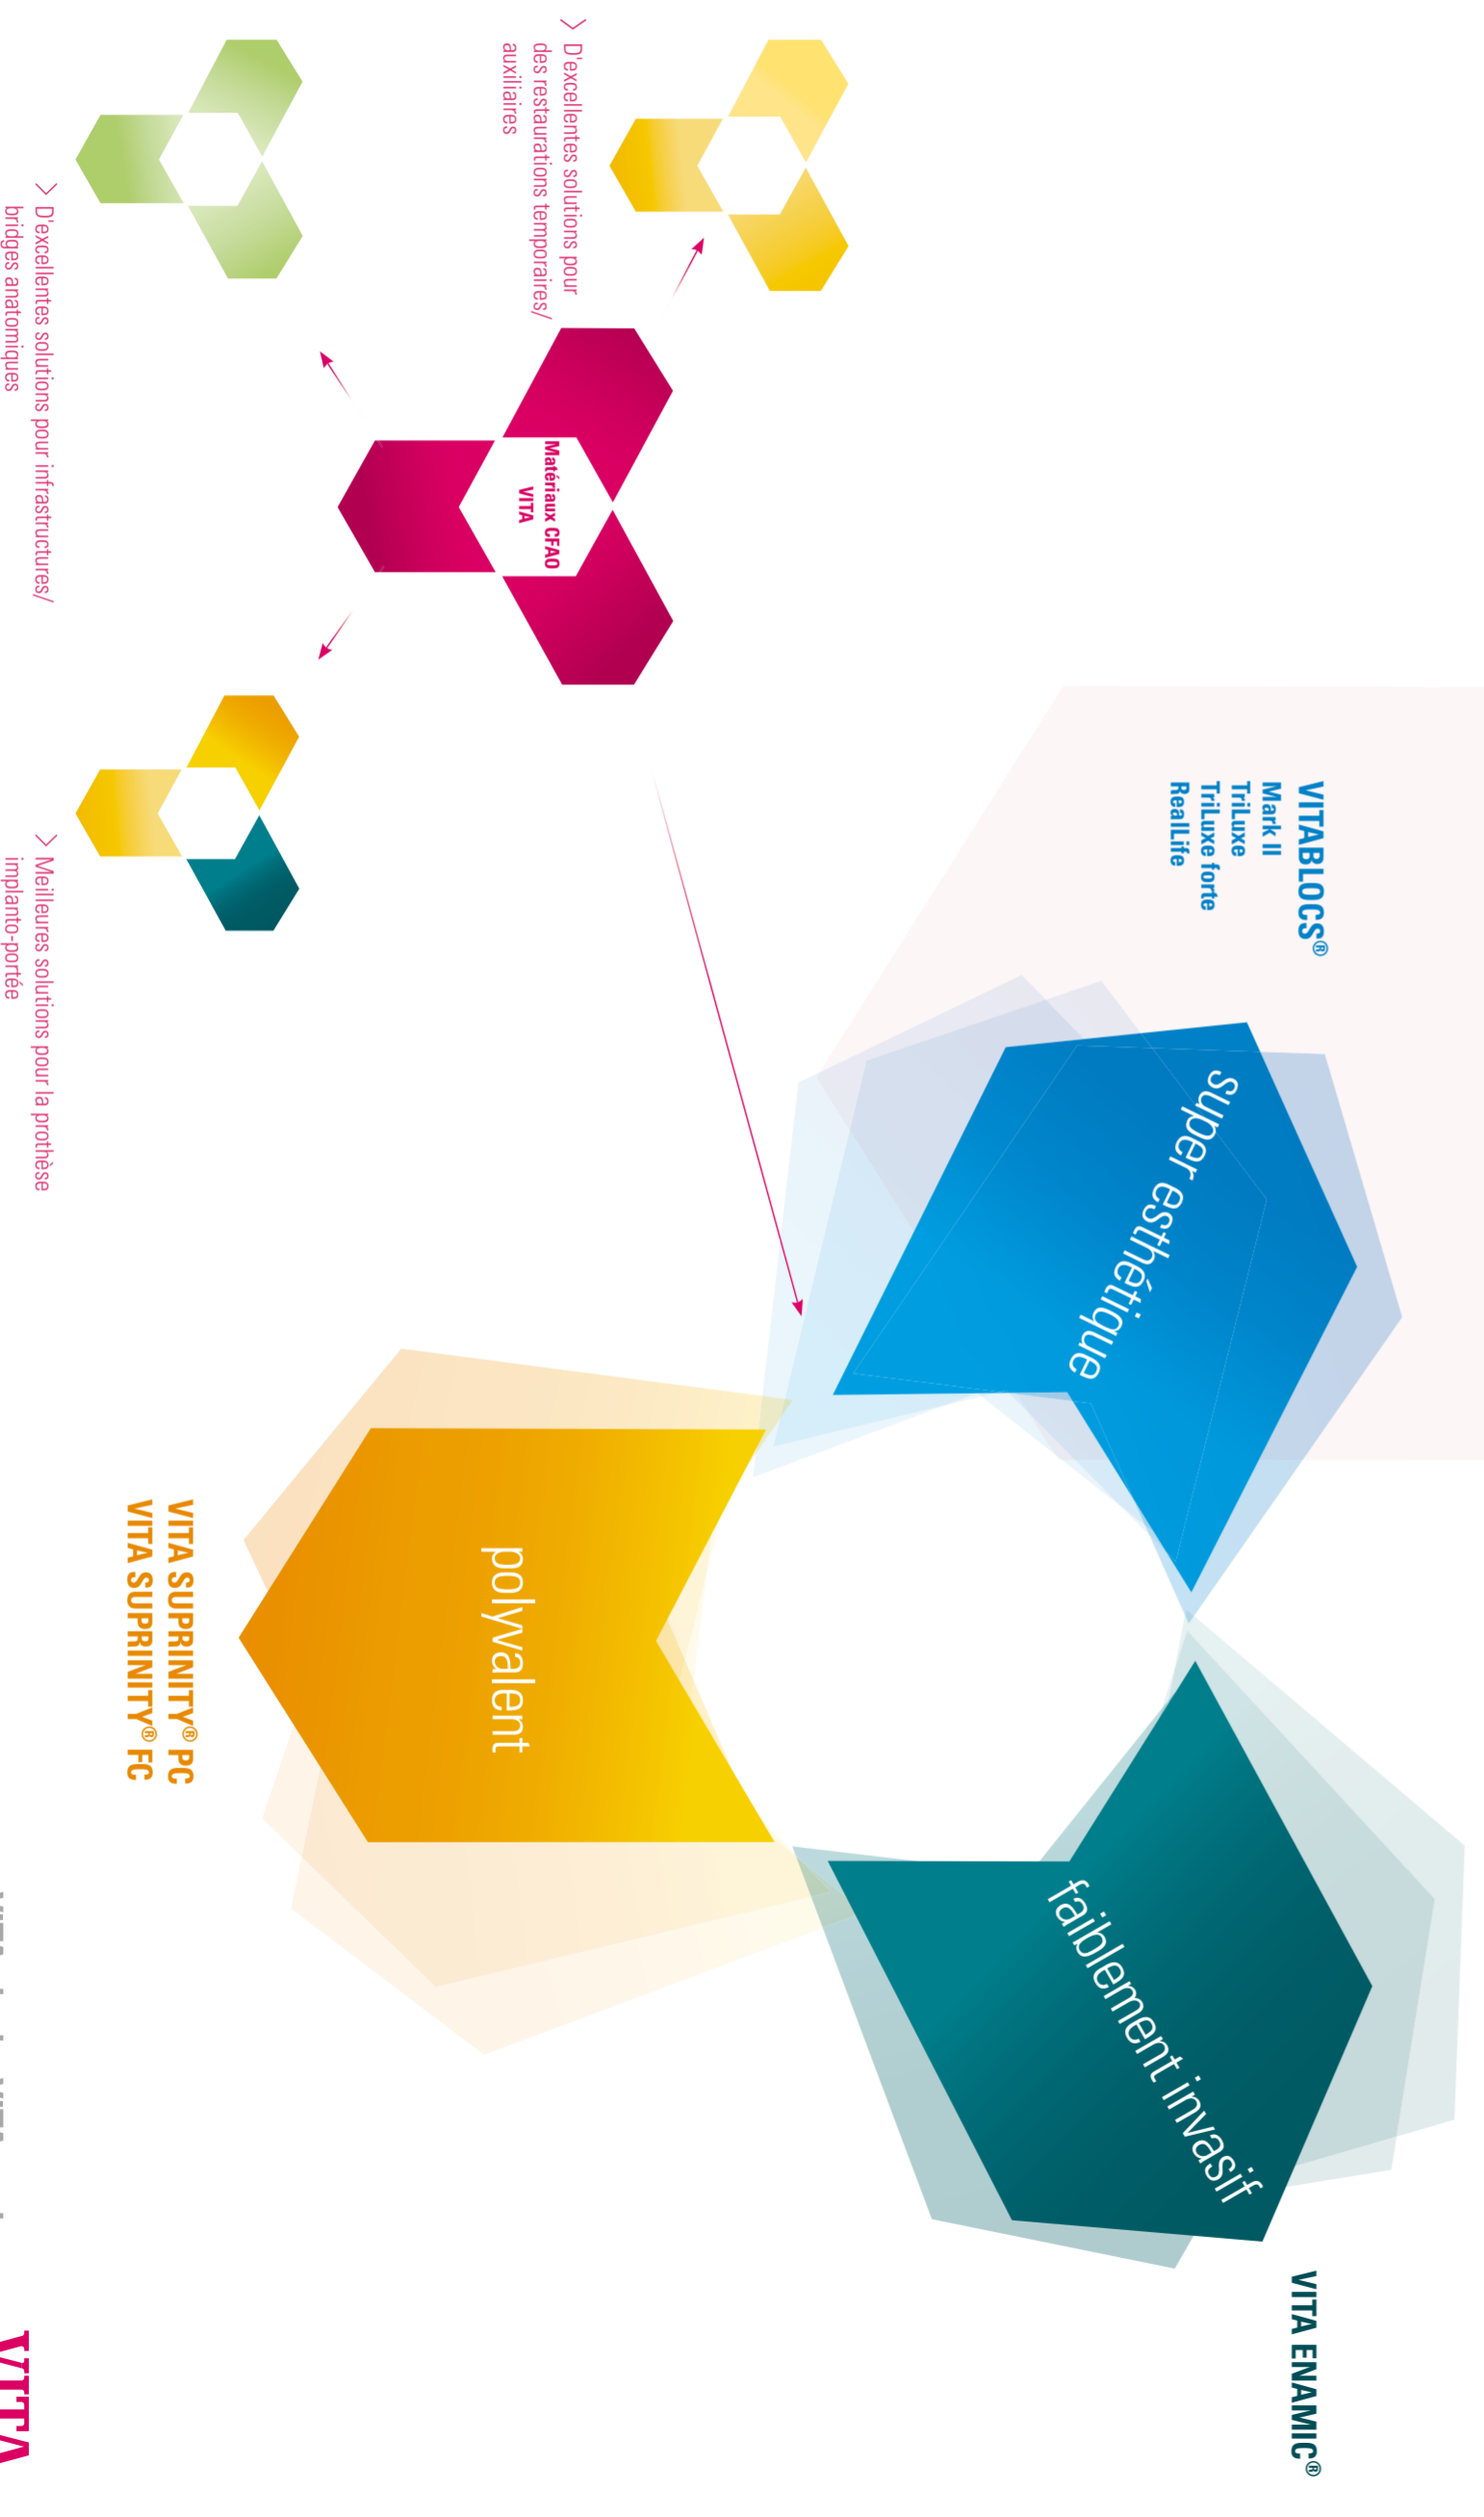 VITABLOCS®
Mark II
TriLuxe
TriLuxe forte
RealLife
super esthétique
faiblement invasif
VITA ENAMIC®
polyvalent
VITA SUPRINITY® PC
VITA SUPRINITY® FC
Matériaux CFAO
VITA
D'excellentes solutions pour
des restaurations temporaires/
auxiliaires
D'excellentes solutions pour infrastructures/
bridges anatomiques
Meilleures solutions pour la prothèse
implanto-portée
VITA